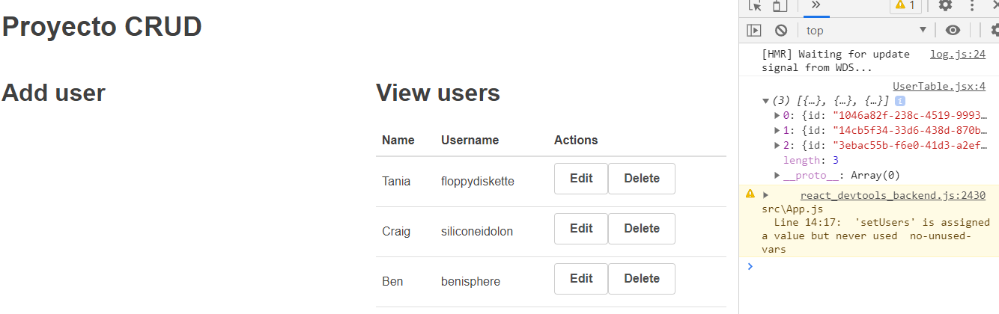 Proyecto CRUD
Add user
View users
Name Username Actions
Tania floppydiskette Edit Delete
Craig siliconeidolon Edit Delete
Ben benisphere Edit Delete
1
top
[HMR] Waiting for update log.js:24
signal from WDS...
UserTable.jsx:4
(3) [{…}, {…}, {…}]
0: {id: "1046a82f-238c-4519-9993…
1: {id: "14cb5f34-33d6-438d-870b…
2: {id: "3ebac55b-f6e0-41d3-a2ef…
length: 3
__proto__: Array(0)
react_devtools_backend.js:2430
src\App.js
Line 14:17: 'setUsers' is assigned
a value but never used no-unused-
vars